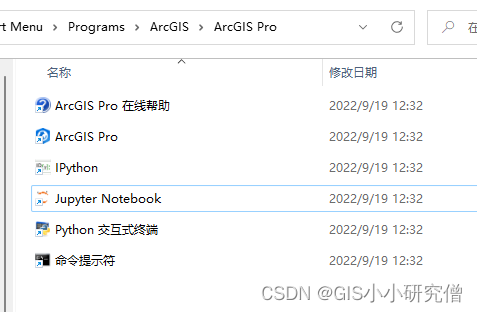 rt Menu > Programs > ArcGIS > ArcGIS Pro
在
名称 修改日期
ArcGIS Pro 在线帮助 2022/9/19 12:32
ArcGIS Pro 2022/9/19 12:32
IPython 2022/9/19 12:32
Jupyter Notebook 2022/9/19 12:32
Python 交互式终端 2022/9/19 12:32
命令提示符 2022/9/19 12:32
CSDN @GIS小小研究僧